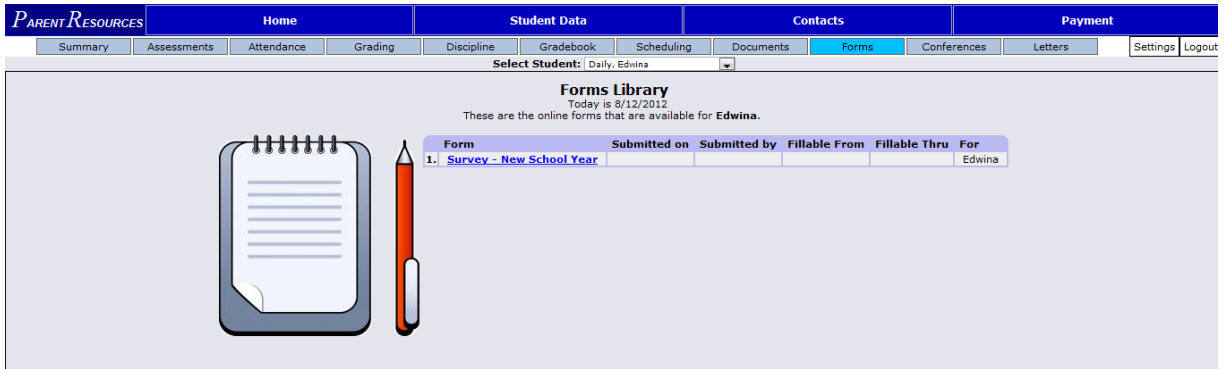 PARENT RESOURCES Home Student Data Contacts Payment
Summary Assessments Attendance Grading Discipline Gradebook Scheduling Documents Forms Conferences Letters Settings Logout
Select Student: Daily, Edwina
Forms Library
Today is 8/12/2012
These are the online forms that are available for Edwina.
Form Submitted on Submitted by Fillable From Fillable Thru For
1. Survey - New School Year Edwina